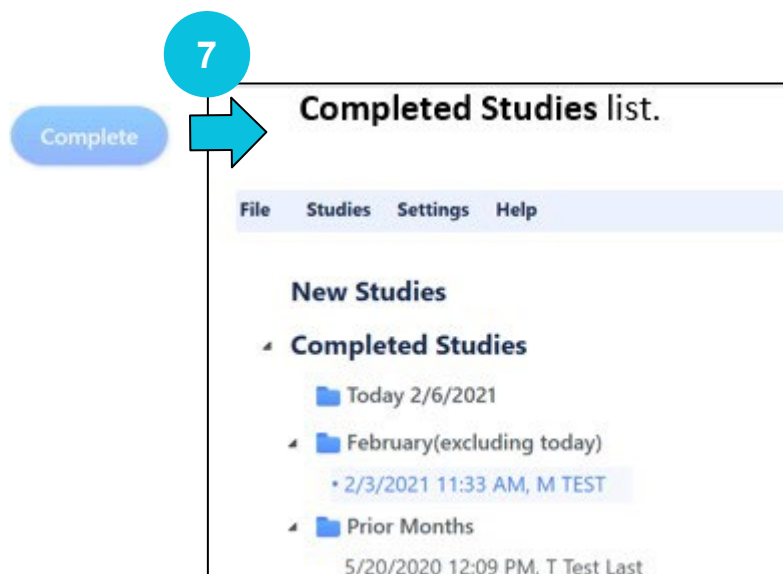 7
Complete
Completed Studies list.
File Studies Settings Help
New Studies
Completed Studies
Today 2/6/2021
February(excluding today)
• 2/3/2021 11:33 AM, M TEST
Prior Months
5/20/2020 12:09 PM, T Test Last